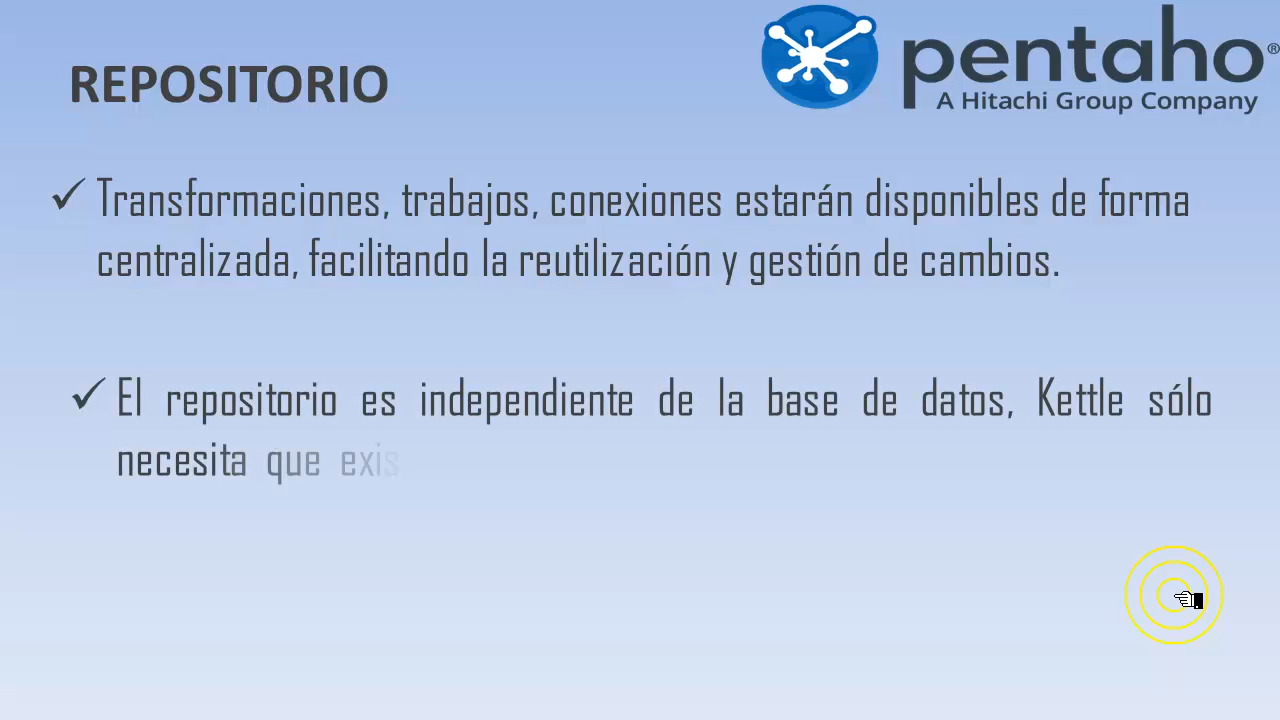 REPOSITORIO
pentaho®
A Hitachi Group Company
Transformaciones, trabajos, conexiones estarán disponibles de forma
centralizada, facilitando la reutilización y gestión de cambios.
El repositorio es independiente de la base de datos, Kettle sólo
necesita que exis